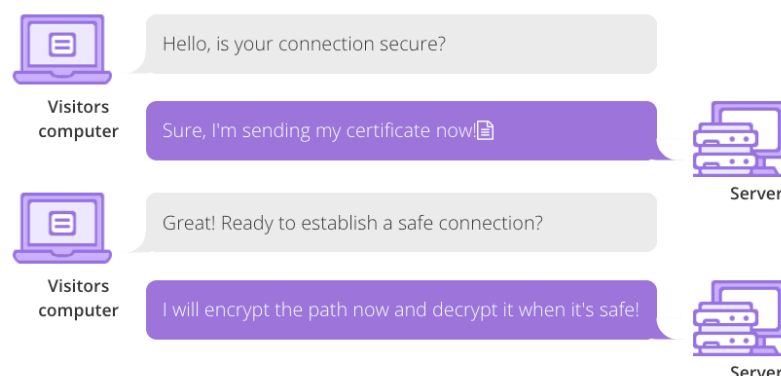 Hello, is your connection secure?
Visitors
computer
Sure, I'm sending my certificate now!
Server
Great! Ready to establish a safe connection?
Visitors
computer
I will encrypt the path now and decrypt it when it's safe!
Server